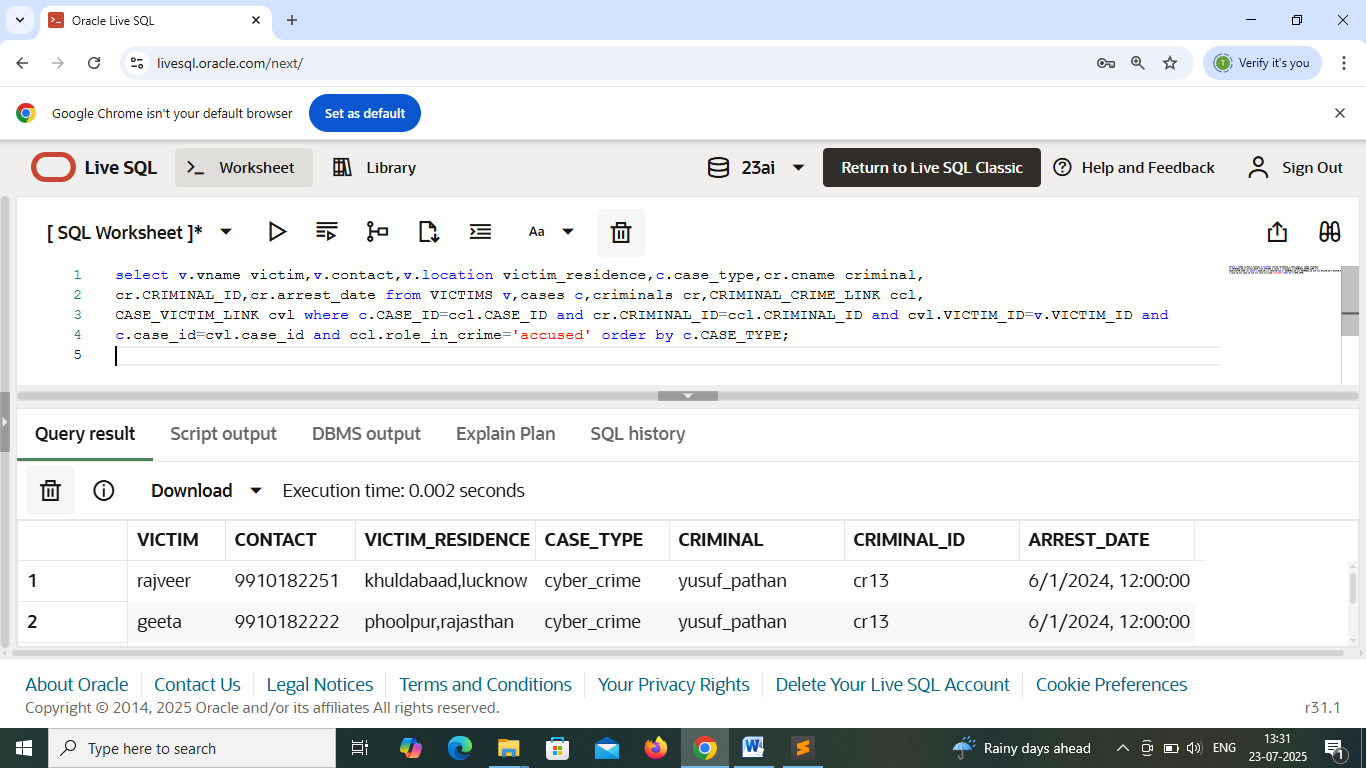 Oracle Live SQL
livesql.oracle.com/next/
T
Verify it's you
Google Chrome isn't your default browser
Set as default
Live SQL
Worksheet
Library
23ai
Return to Live SQL Classic
Help and Feedback
Sign Out
[ SQL Worksheet ]*
Aa
1 select v.vname victim,v.contact,v.location victim_residence,c.case_type,cr.cname criminal,
2 cr.CRIMINAL_ID,cr.arrest_date from VICTIMS v,cases c,criminals cr,CRIMINAL_CRIME_LINK ccl,
3 CASE_VICTIM_LINK cvl where c.CASE_ID=ccl.CASE_ID and cr.CRIMINAL_ID=ccl.CRIMINAL_ID and cvl.VICTIM_ID=v.VICTIM_ID and
4 c.case_id=cvl.case_id and ccl.role_in_crime='accused' order by c.CASE_TYPE;
5
Query result Script output DBMS output Explain Plan SQL history
Download Execution time: 0.002 seconds
VICTIM CONTACT VICTIM_RESIDENCE CASE_TYPE CRIMINAL CRIMINAL_ID ARREST_DATE
1 rajveer 9910182251 khuldabaad,lucknow cyber_crime yusuf_pathan cr13 6/1/2024, 12:00:00
2 geeta 9910182222 phoolpur,rajasthan cyber_crime yusuf_pathan cr13 6/1/2024, 12:00:00
About Oracle Contact Us Legal Notices Terms and Conditions Your Privacy Rights Delete Your Live SQL Account Cookie Preferences
Copyright © 2014, 2025 Oracle and/or its affiliates All rights reserved.
r31.1
Type here to search
Rainy days ahead
ENG
13:31
23-07-2025
1